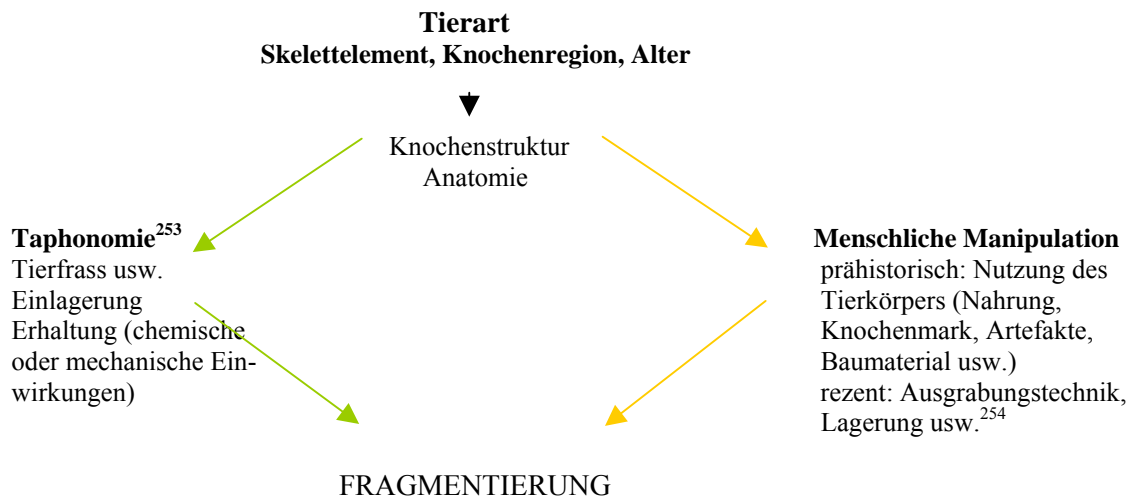 Tierart
Skelettelement, Knochenregion, Alter
Knochenstruktur
Anatomie
Taphonomie253
Tierfrass usw.
Einlagerung
Erhaltung (chemische
oder mechanische Ein-
wirkungen)
Menschliche Manipulation
prähistorisch: Nutzung des
Tierkörpers (Nahrung,
Knochenmark, Artefakte,
Baumaterial usw.)
rezent: Ausgrabungstechnik,
Lagerung usw.254
FRAGMENTIERUNG